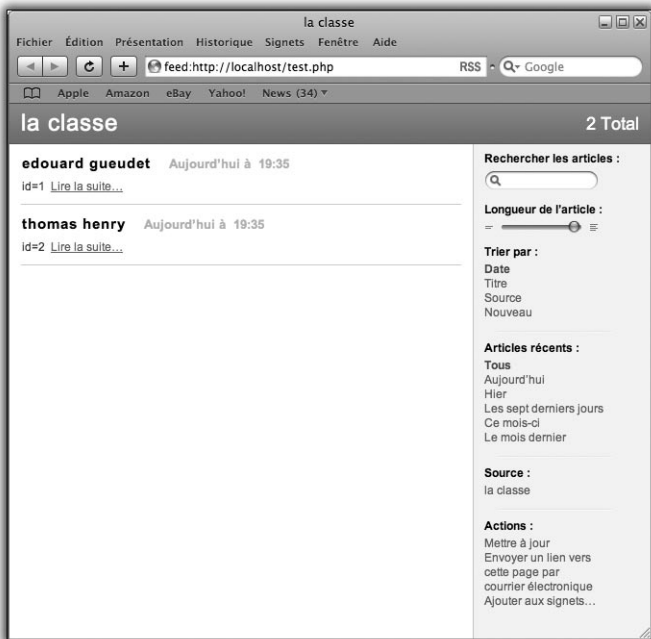 la classe
Fichier Édition Présentation Historique Signets Fenêtre Aide
feed:http://localhost/test.php RSS Google
Apple Amazon eBay Yahoo! News (34)
la classe 2 Total
edouard gueudet Aujourd'hui à 19:35
id=1 Lire la suite...
thomas henry Aujourd'hui à 19:35
id=2 Lire la suite...
Rechercher les articles :
Longueur de l'article :
Trier par :
Date
Titre
Source
Nouveau
Articles récents :
Tous
Aujourd'hui
Hier
Les sept derniers jours
Ce mois-ci
Le mois dernier
Source :
la classe
Actions :
Mettre à jour
Envoyer un lien vers
cette page par
courrier électronique
Ajouter aux signets...